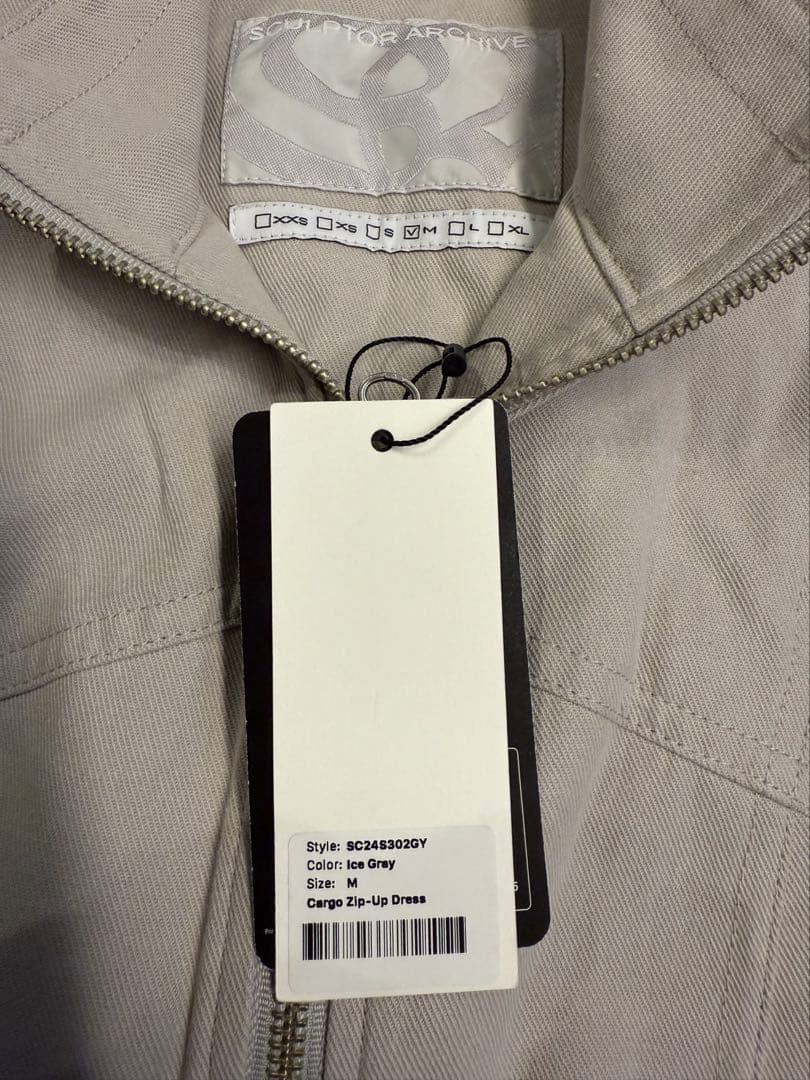 SCULPTOR ARCHIVE
XXS XS S M L XL
Style: SC24S302GY
Color: Ice Gray
Size: M
Cargo Zip-Up Dress